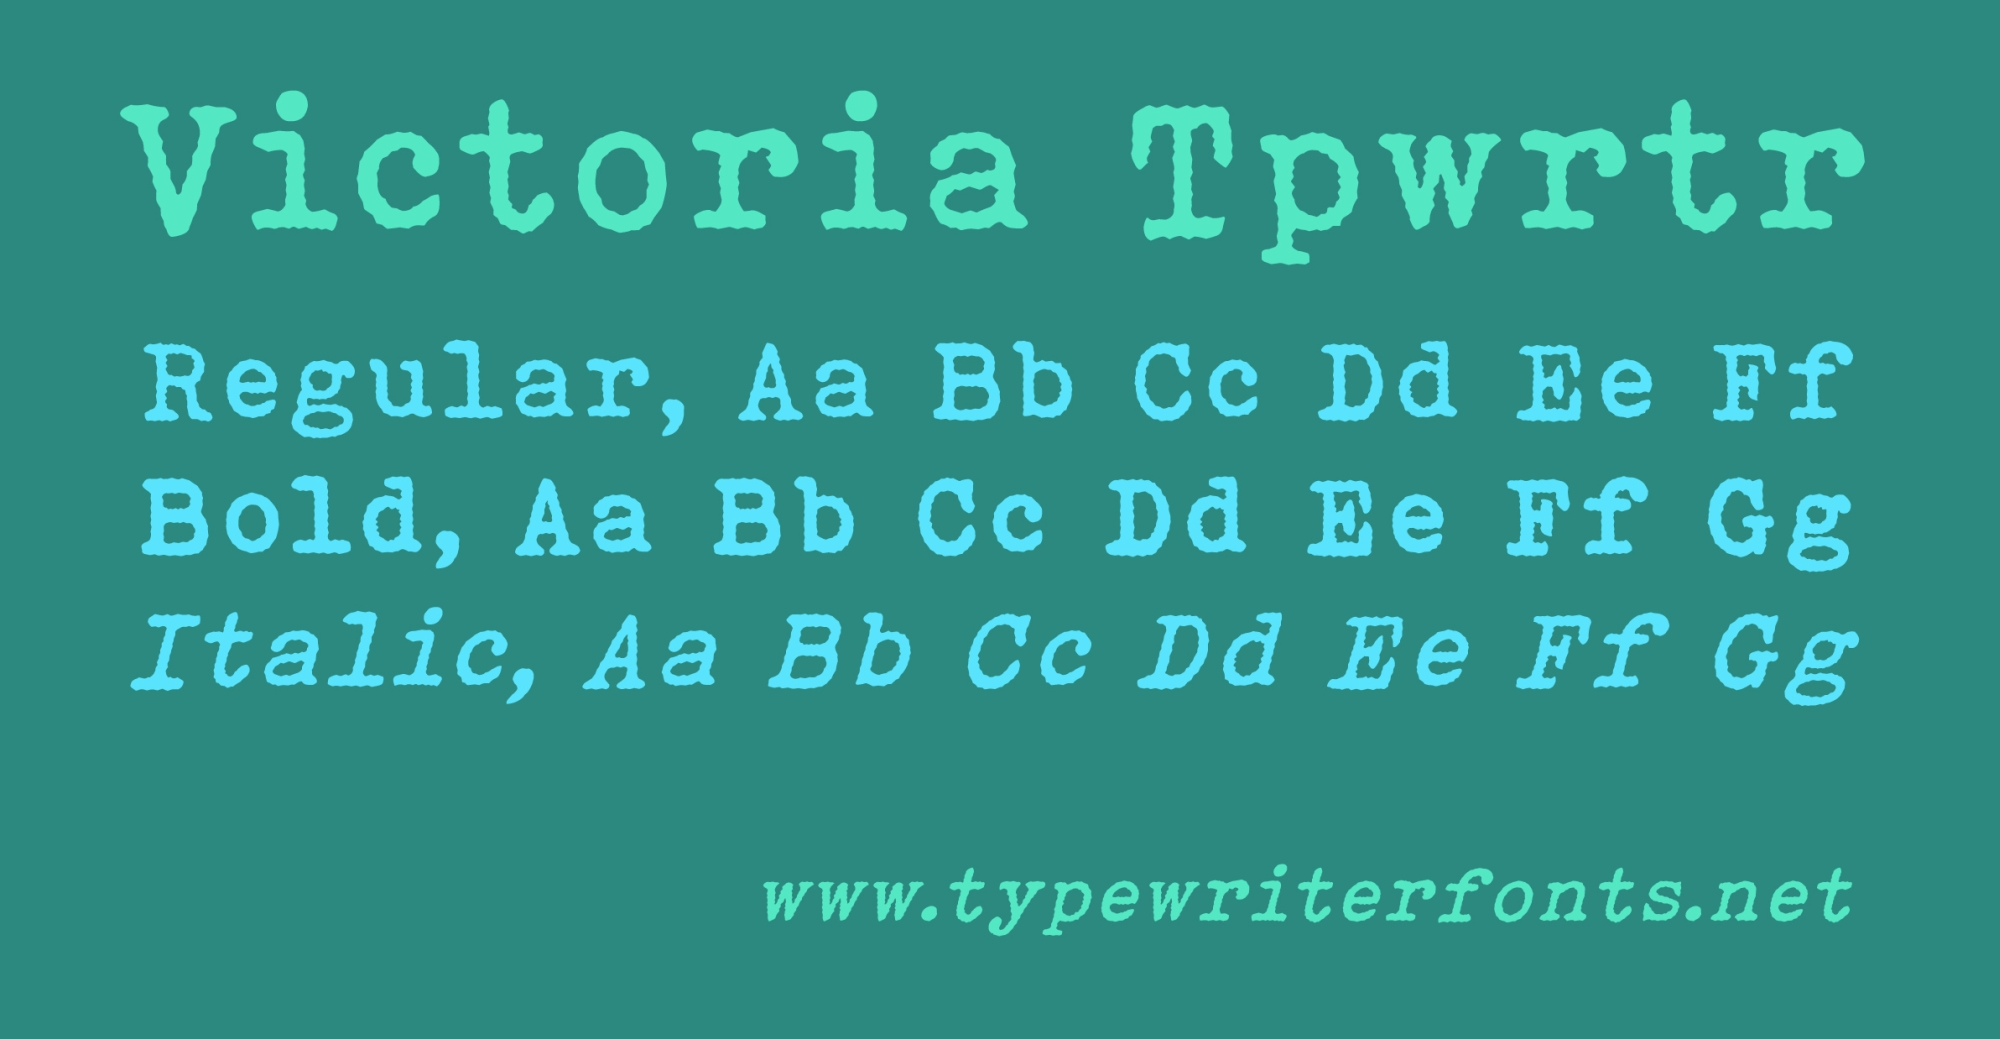 Victoria Tpwrtr
Regular, Aa Bb Cc Dd Ee Ff
Bold, Aa Bb Cc Dd Ee Ff Gg
Italic, Aa Bb Cc Dd Ee Ff Gg
www.typewriterfonts.net